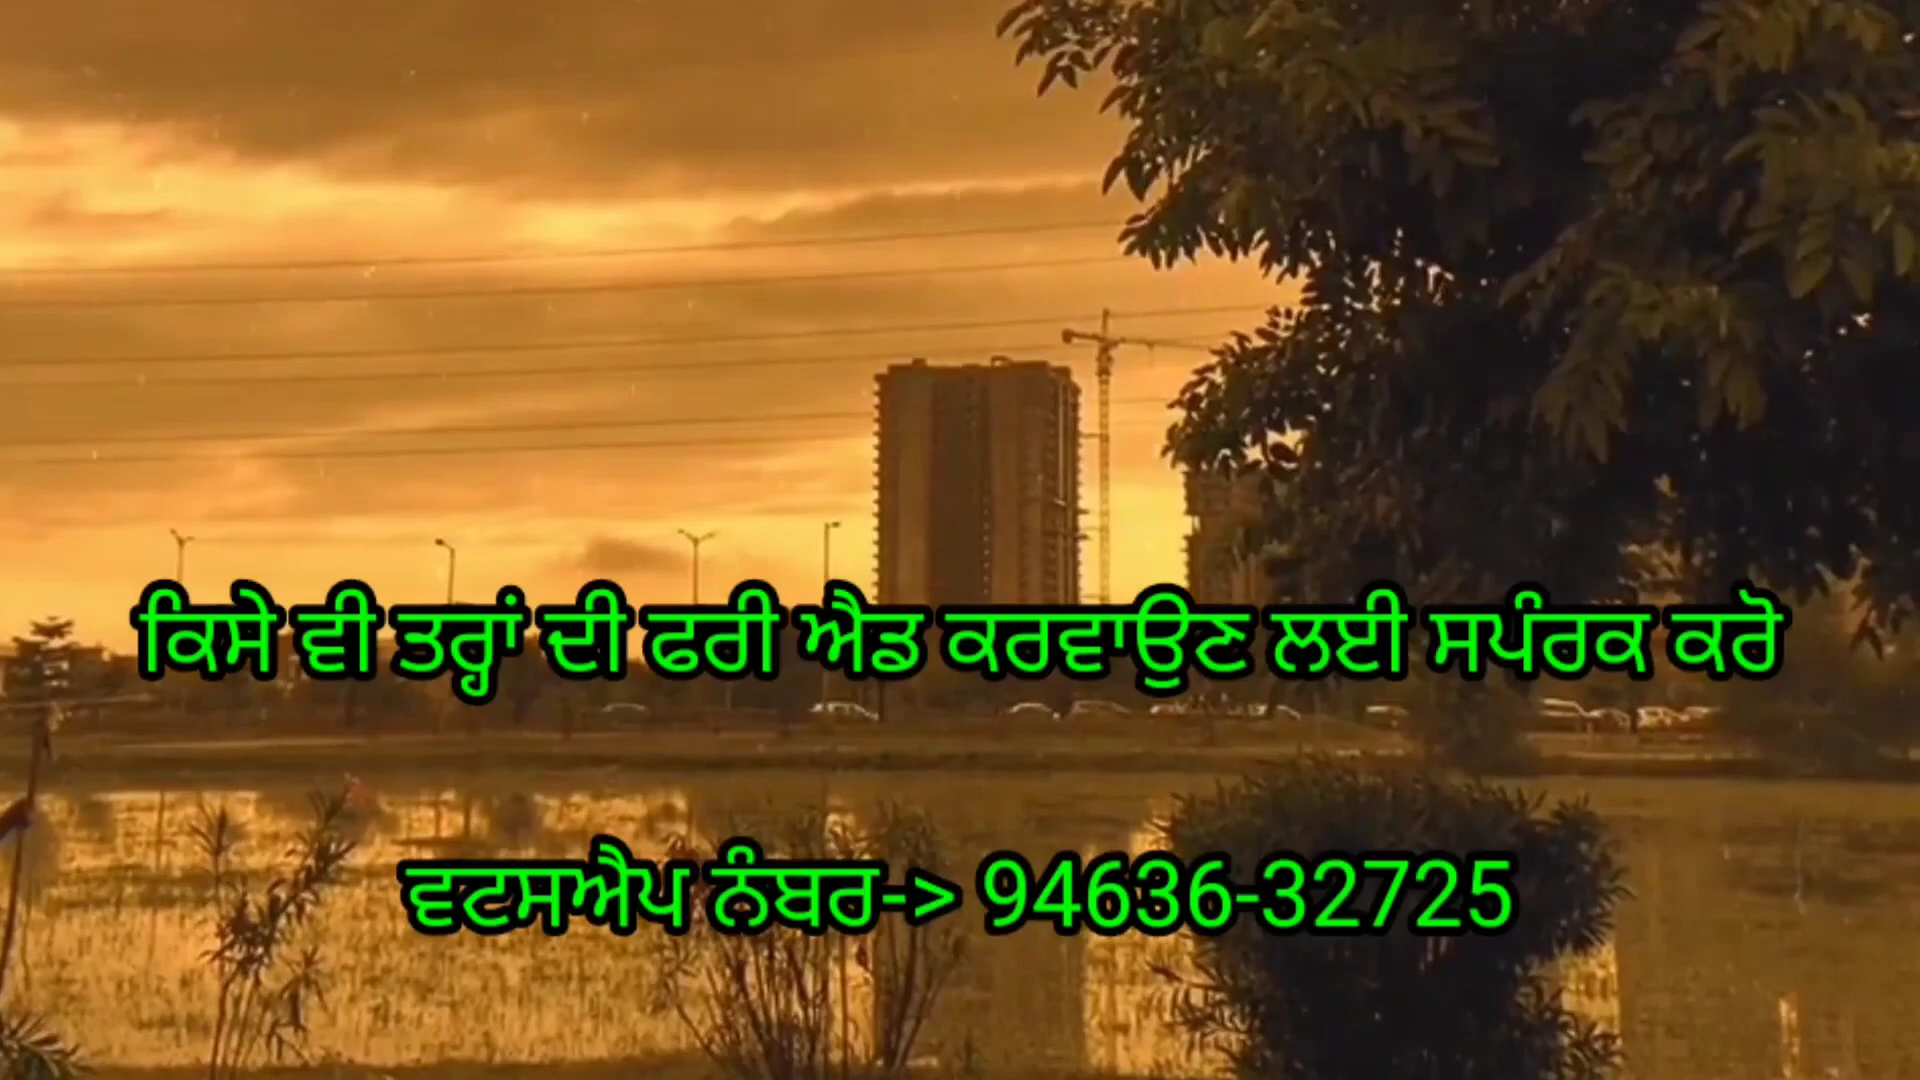 ਕਿਸੇ ਵੀ ਤਰ੍ਹਾਂ ਦੀ ਫਰੀ ਐਡ ਕਰਵਾਉਣ ਲਈ ਸਪੰਰਕ ਕਰੋ
ਵਟਸਐਪ ਨੰਬਰ-> 94636-32725